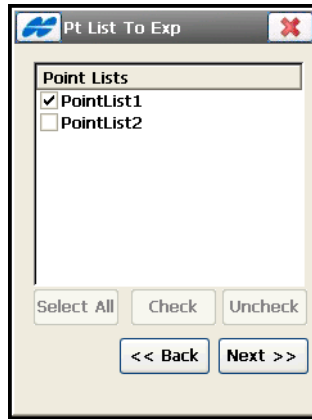 Pt List To Exp
Point Lists
PointList1
PointList2
Select All Check Uncheck
<< Back Next >>